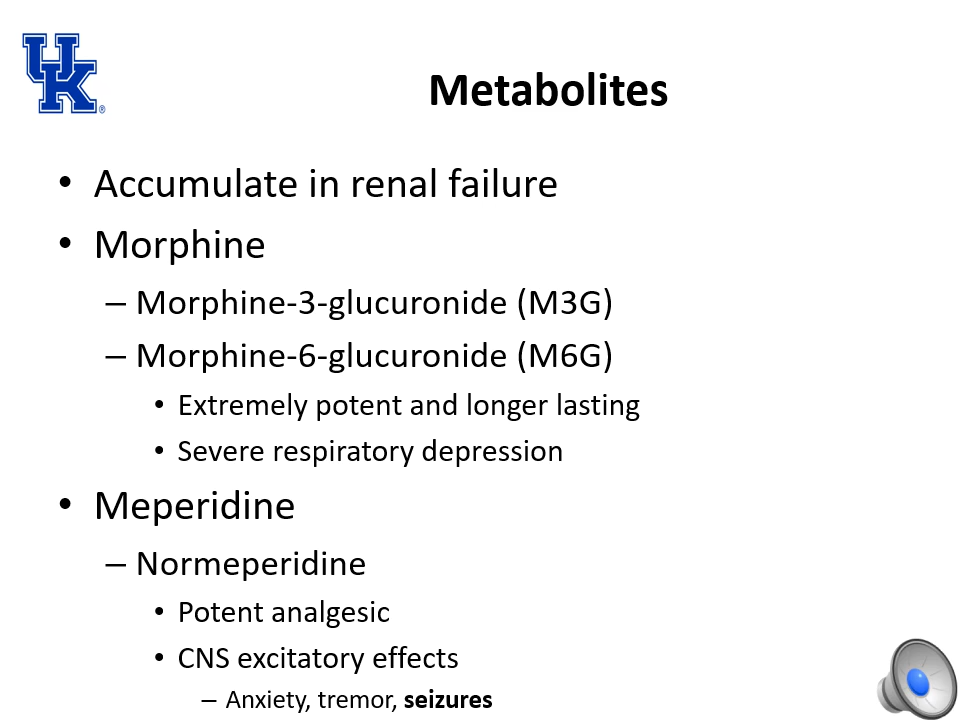 UK®
Metabolites
• Accumulate in renal failure
• Morphine
– Morphine-3-glucuronide (M3G)
– Morphine-6-glucuronide (M6G)
• Extremely potent and longer lasting
• Severe respiratory depression
• Meperidine
– Normeperidine
• Potent analgesic
• CNS excitatory effects
– Anxiety, tremor, seizures